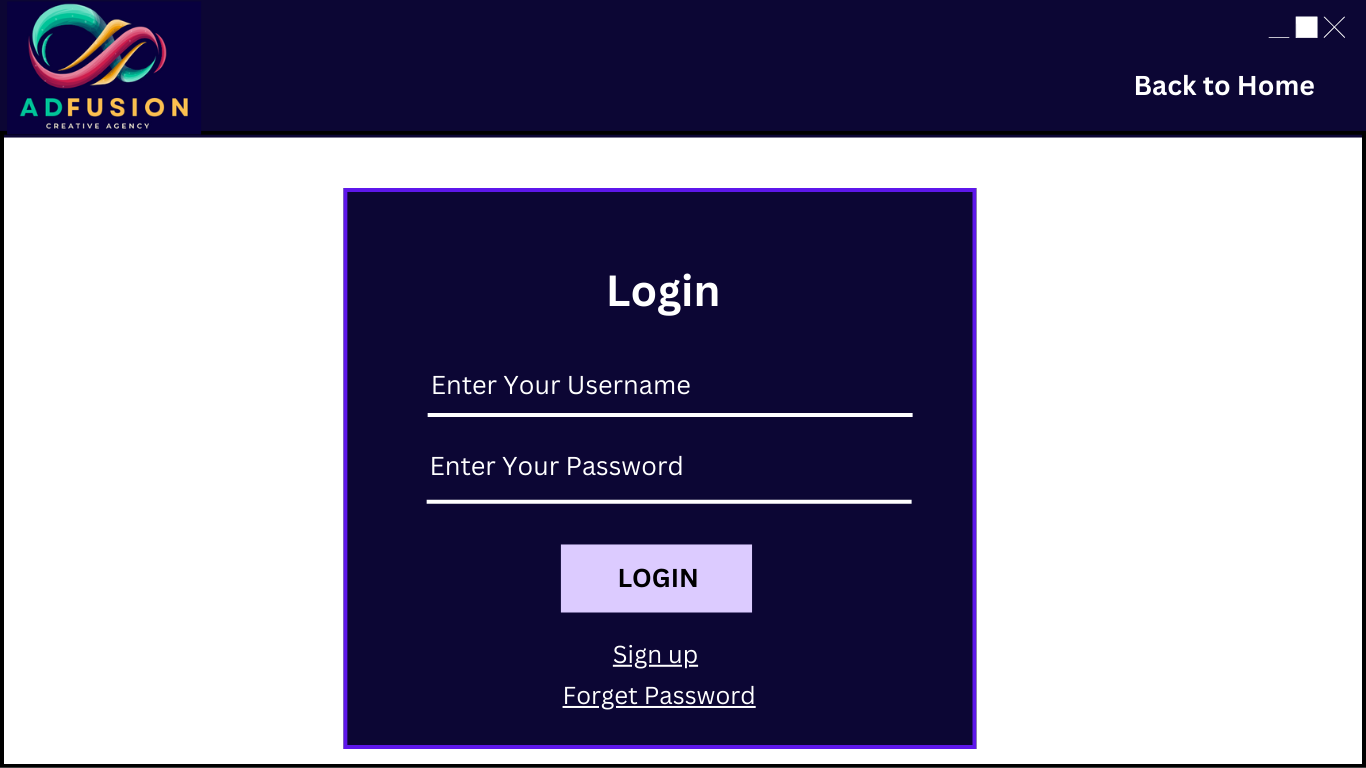 ADFUSION
CREATIVE AGENCY
Back to Home
Login
Enter Your Username
Enter Your Password
LOGIN
Sign up
Forget Password